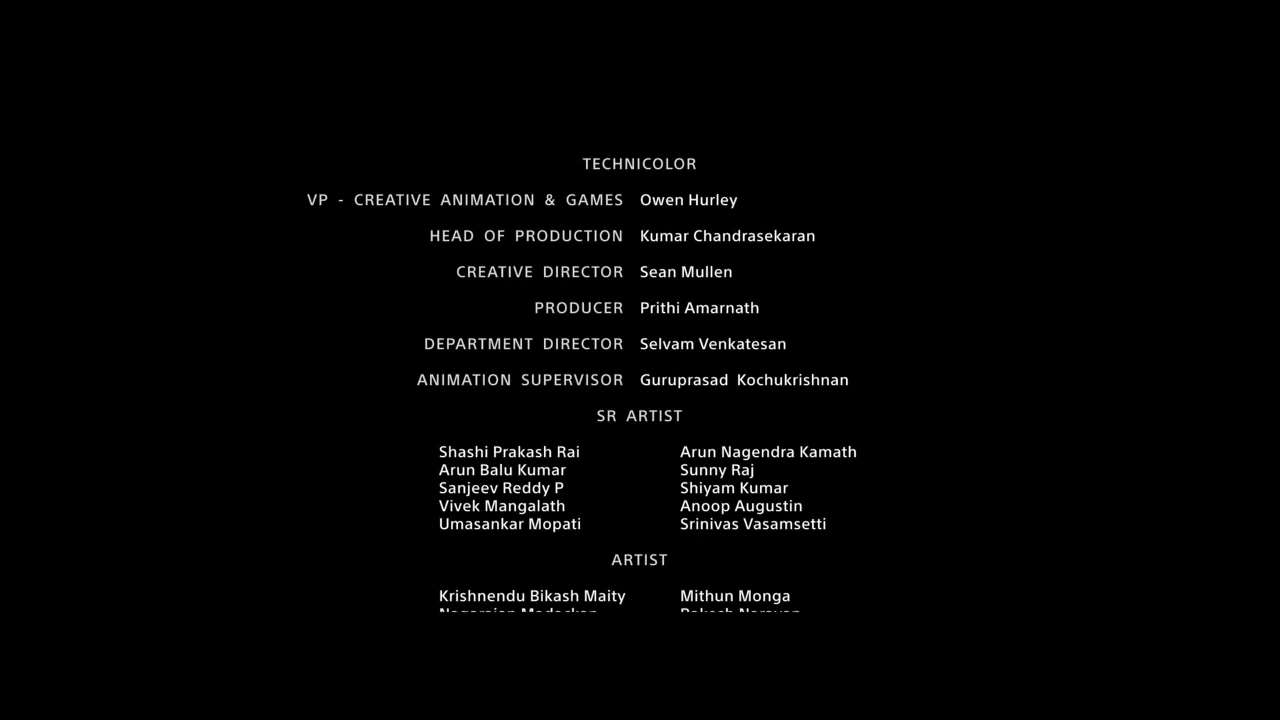 TECHNICOLOR
VP - CREATIVE ANIMATION & GAMES Owen Hurley
HEAD OF PRODUCTION Kumar Chandrasekaran
CREATIVE DIRECTOR Sean Mullen
PRODUCER Prithi Amarnath
DEPARTMENT DIRECTOR Selvam Venkatesan
ANIMATION SUPERVISOR Guruprasad Kochukrishnan
SR ARTIST
Shashi Prakash Rai Arun Nagendra Kamath
Arun Balu Kumar Sunny Raj
Sanjeev Reddy P Shiyam Kumar
Vivek Mangalath Anoop Augustin
Umasankar Mopati Srinivas Vasamsetti
ARTIST
Krishnendu Bikash Maity Mithun Monga